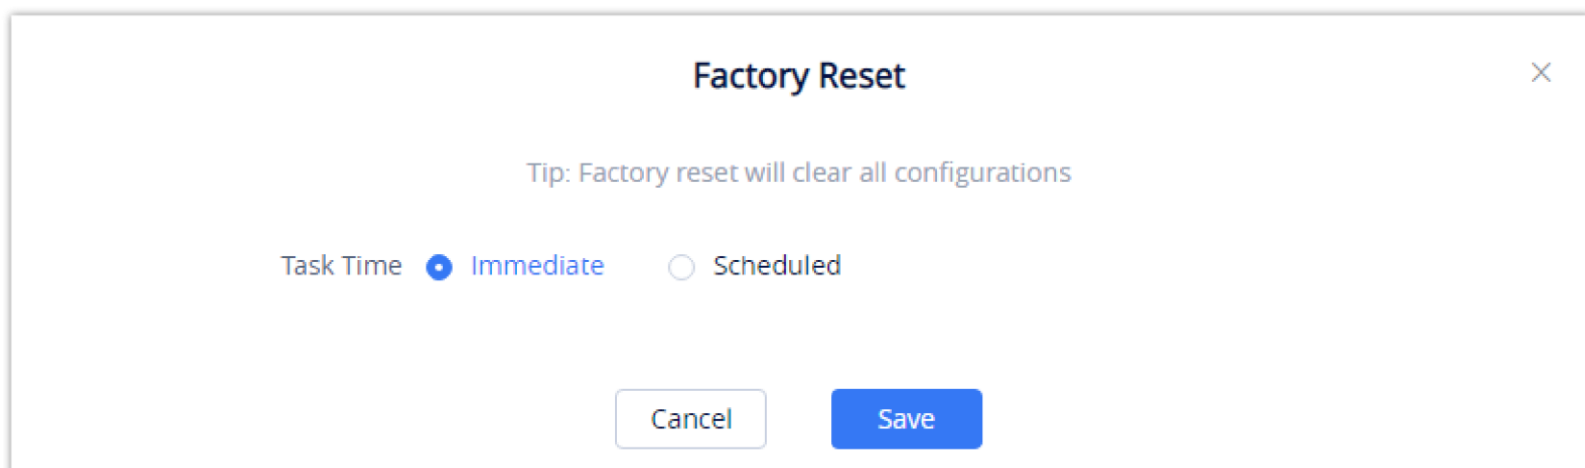 Factory Reset
Tip: Factory reset will clear all configurations
Task Time Immediate Scheduled
Cancel Save